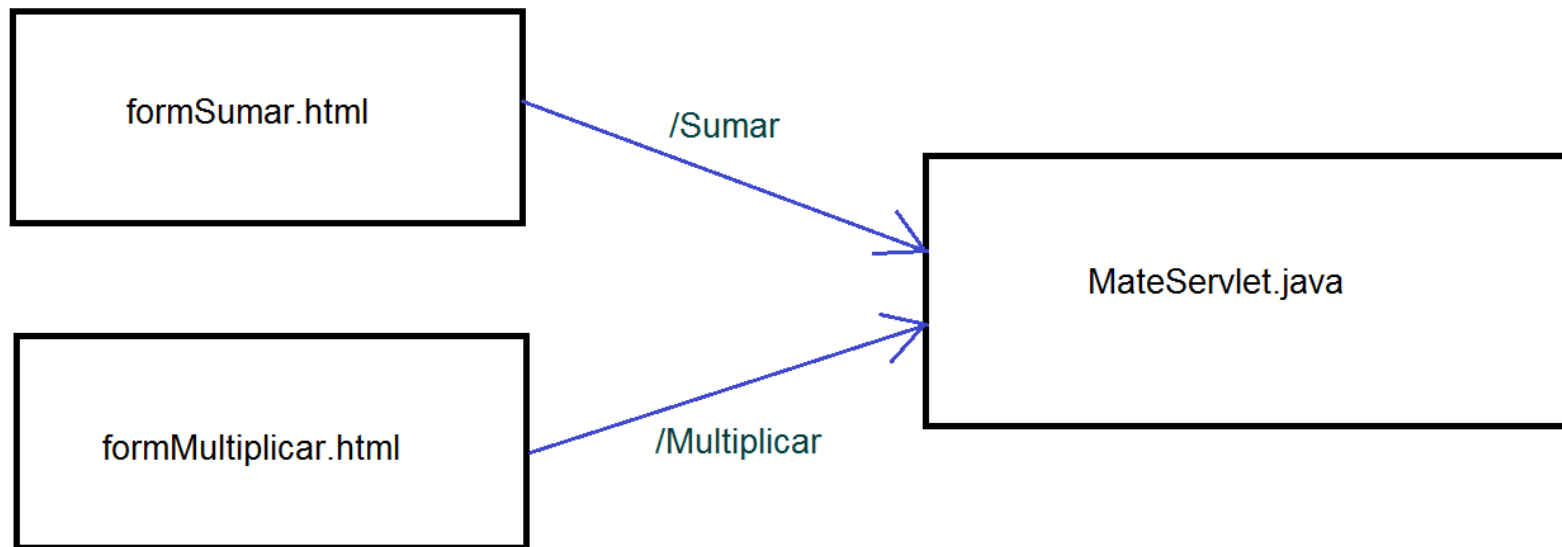 formSumar.html
/Sumar
MateServlet.java
formMultiplicar.html
/Multiplicar